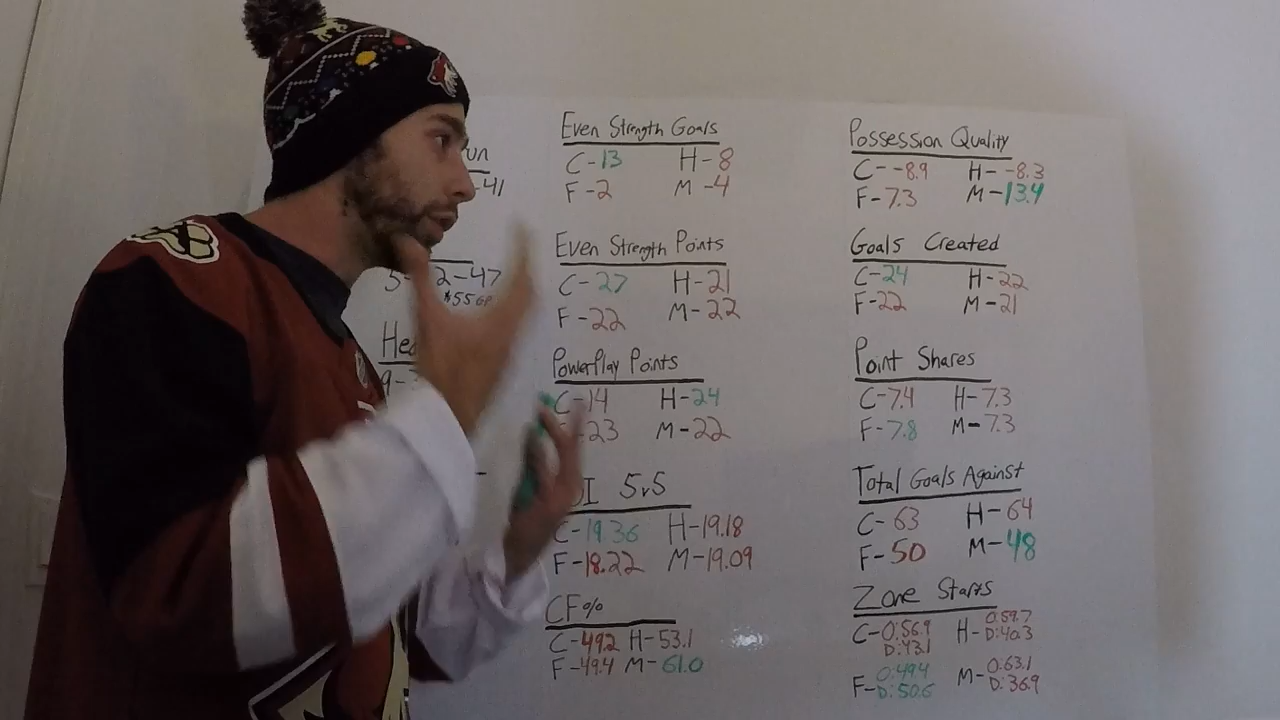 -41
$55
Even Strength Goals
C-13 H-8
F-2 M-4
Even Strength Points
C-27 H-21
F-22 M-22
Powerplay Points
C-14 H-24
23 M-22
5v5
C-19.36 H-19.18
F-18.22 M-19.09
CF%
C-49.2 H-53.1
F-49.4 M-61.0
Possession Quality
C--8.9 H--8.3
F-7.3 M-13.4
Goals Created
C-24 H-22
F-22 M-21
Point Shares
C-7.4 H-7.3
F-7.8 M-7.3
Total Goals Against
C-63 H-64
F-50 M-48
Zone Starts
C-O:56.9 H-O:59.7
D:43.1 D:40.3
F-O:49.4 M-O:63.1
D:50.6 D:36.9